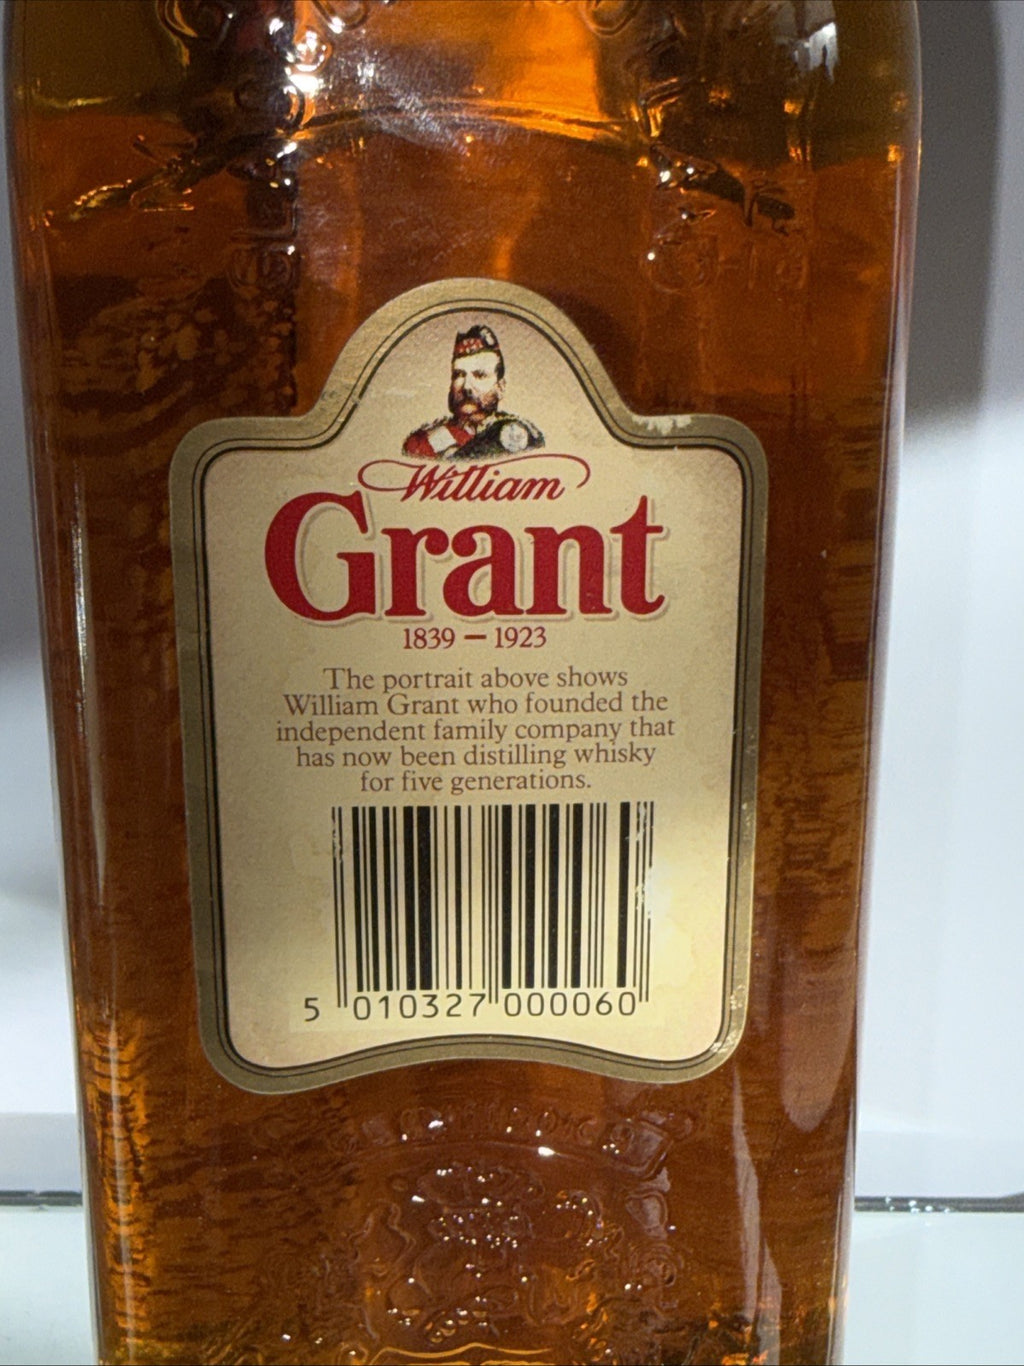 William
Grant
1839 – 1923
The portrait above shows
William Grant who founded the
independent family company that
has now been distilling whisky
for five generations.
5 010327 000060